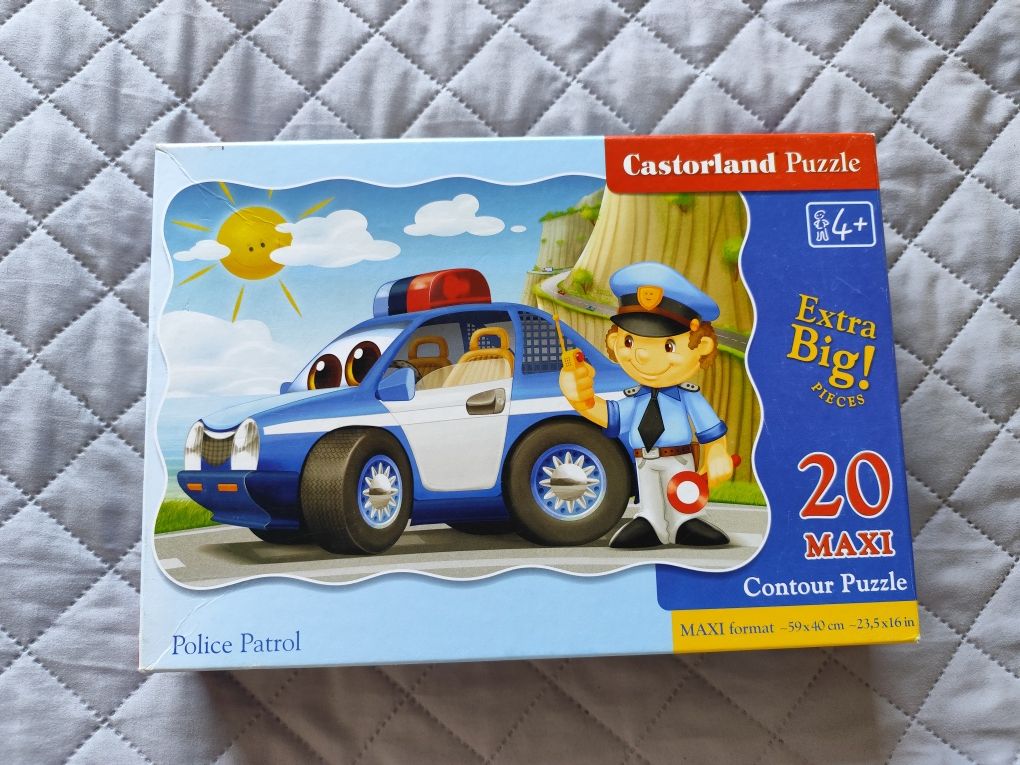 Castorland Puzzle
4+
Extra
Big!
PIECES
20
MAXI
Contour Puzzle
MAXI format ~59x40 cm ~23,5x16 in
Police Patrol